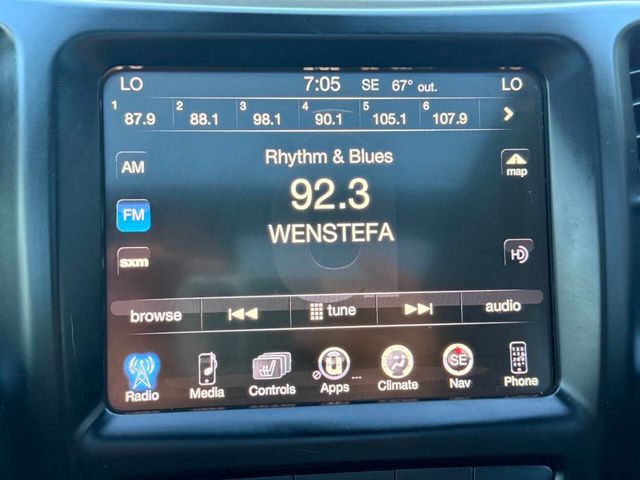 LO 7:05 SE 67° out. LO
1 87.9 2 88.1 3 98.1 4 90.1 5 105.1 6 107.9
AM Rhythm & Blues map
FM 92.3
WENSTEFA
sxm HD
browse tune audio
Radio Media Controls Apps ... Climate SE Nav Phone